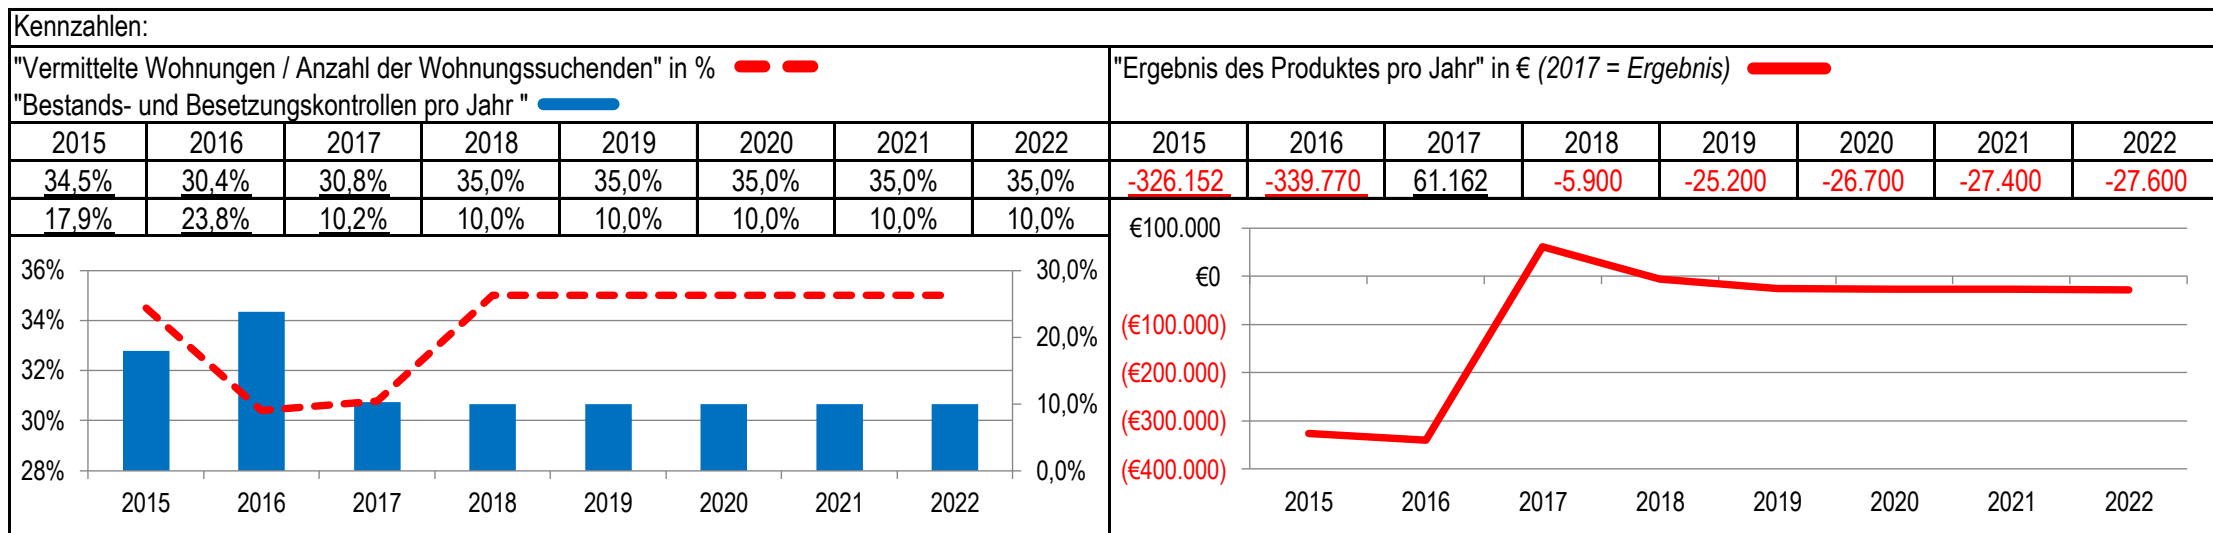 Kennzahlen:
"Vermittelte Wohnungen / Anzahl der Wohnungssuchenden" in %
"Bestands- und Besetzungskontrollen pro Jahr "
2015 2016 2017 2018 2019 2020 2021 2022
34,5% 30,4% 30,8% 35,0% 35,0% 35,0% 35,0% 35,0%
17,9% 23,8% 10,2% 10,0% 10,0% 10,0% 10,0% 10,0%
36% 30,0%
34%
20,0%
32%
10,0%
30%
28% 0,0%
2015 2016 2017 2018 2019 2020 2021 2022
"Ergebnis des Produktes pro Jahr" in € (2017 = Ergebnis)
2015 2016 2017 2018 2019 2020 2021 2022
-326.152 -339.770 61.162 -5.900 -25.200 -26.700 -27.400 -27.600
€100.000
€0
(€100.000)
(€200.000)
(€300.000)
(€400.000)
2015 2016 2017 2018 2019 2020 2021 2022